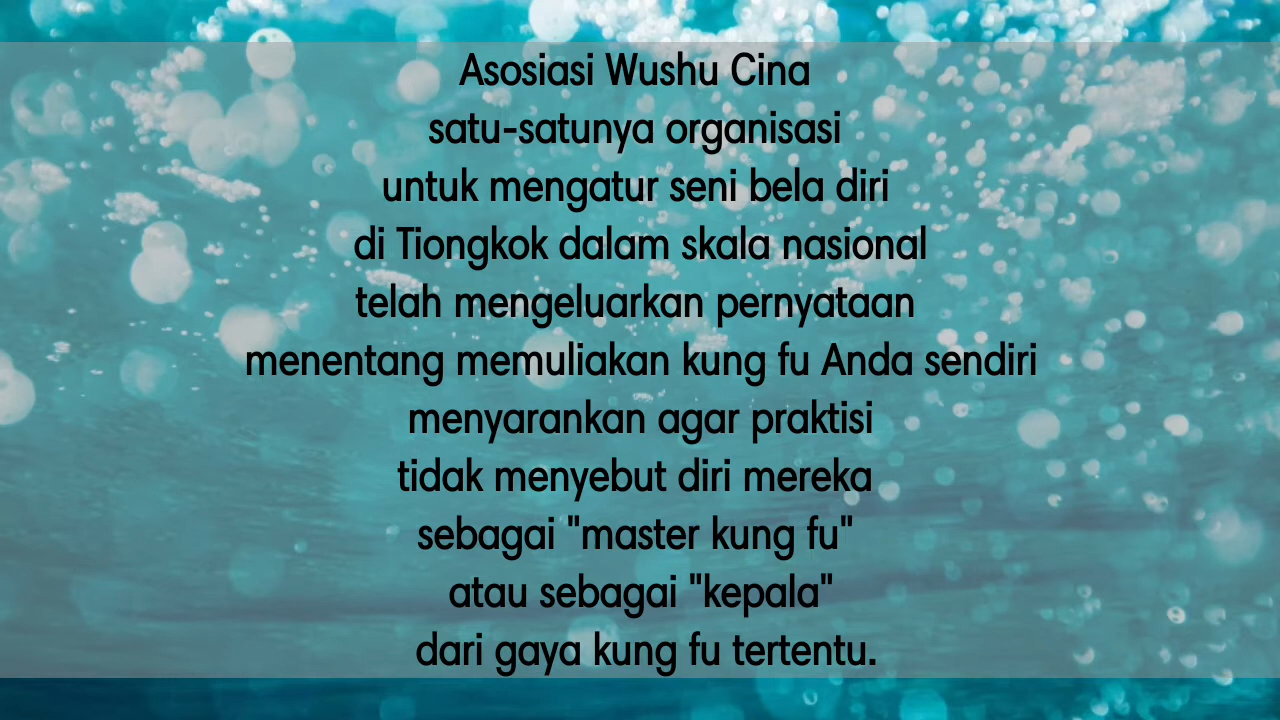 Asosiasi Wushu Cina
satu-satunya organisasi
untuk mengatur seni bela diri
di Tiongkok dalam skala nasional
telah mengeluarkan pernyataan
menentang memuliakan kung fu Anda sendiri
menyarankan agar praktisi
tidak menyebut diri mereka
sebagai "master kung fu"
atau sebagai "kepala"
dari gaya kung fu tertentu.